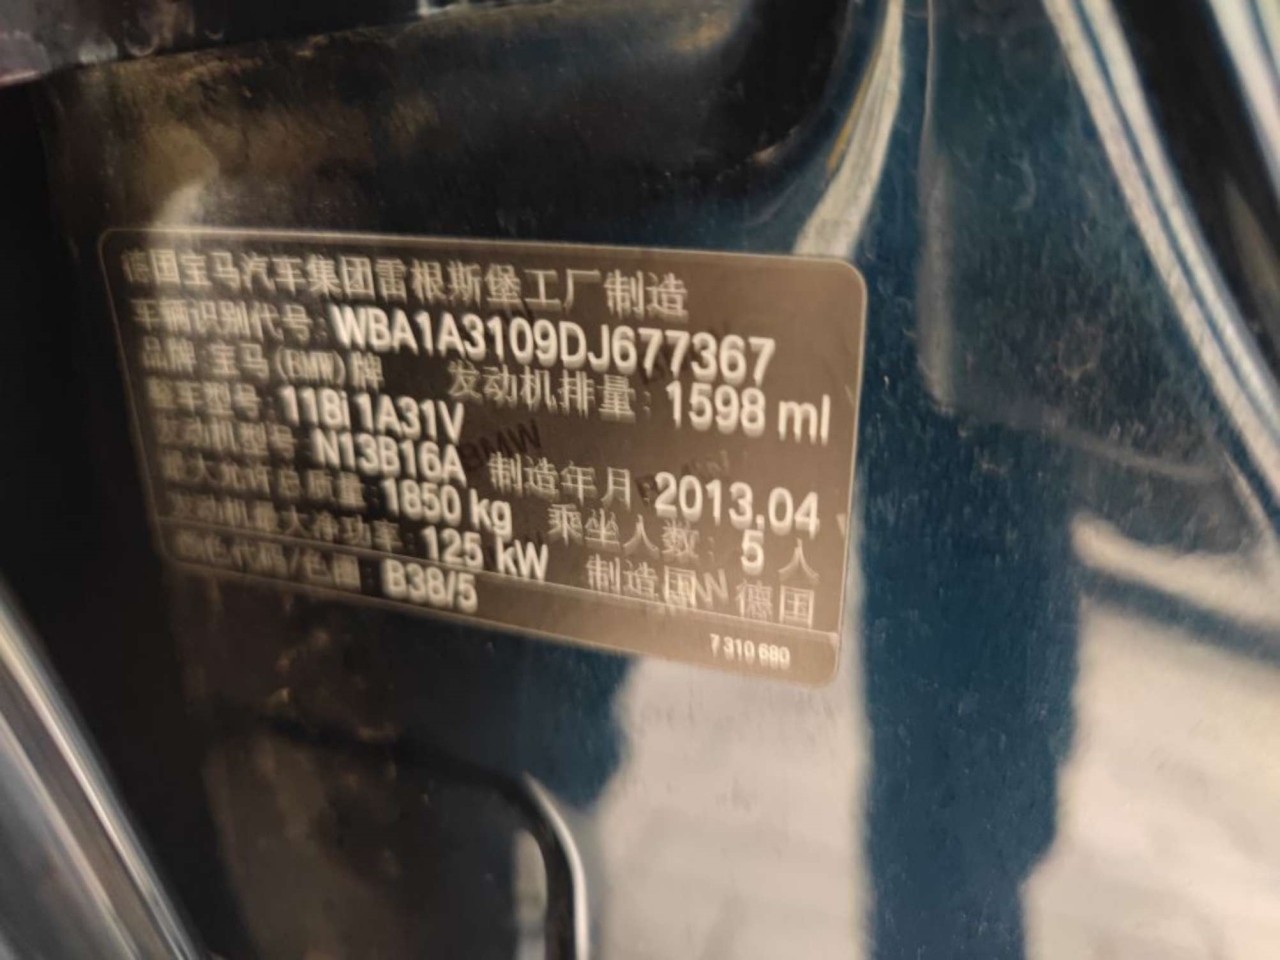 德国宝马汽车集团雷根斯堡工厂制造
车辆识别代号: WBA1A3109DJ677367
品牌: 宝马(BMW)牌 发动机排量: 1598 ml
整车型号: 118i 1A31V
发动机型号: N13B16A 制造年月: 2013.04
最大允许总质量: 1850 kg 乘坐人数: 5 人
发动机最大净功率: 125 kW 制造国 德国
颜色代码/色圈: B38/5
7 310 680